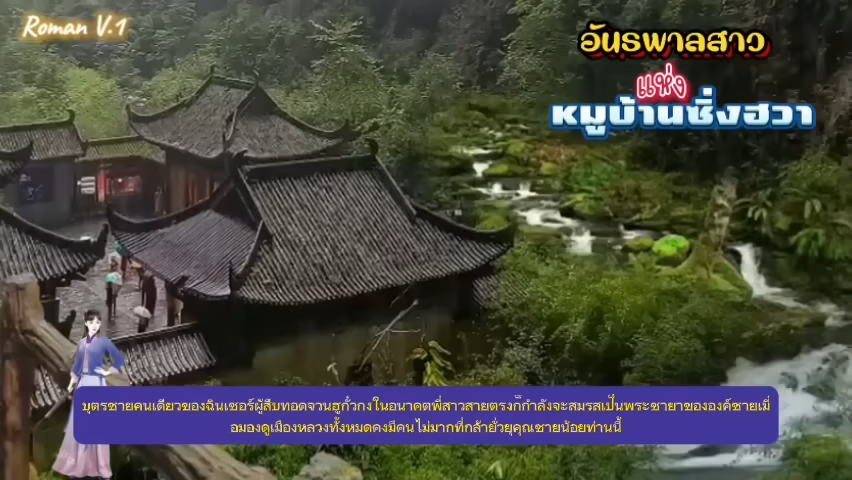 Roman V.1
อันธพาลสาว
แห่ง
หมู่บ้านซิ่งฮวา
บุตรชายคนเดียวของฉินเซอร์ผู้สืบทอดจวนฮูกั๋วกงในอนาคตพี่สาวสายตรงก็กำลังจะสมรสเป็นพระชายาขององค์ชายเมื่
อมองดูเมืองหลวงทั้งหมดคงมีคนไม่มากที่กล้ายั่วยุคุณชายน้อยท่านนี้